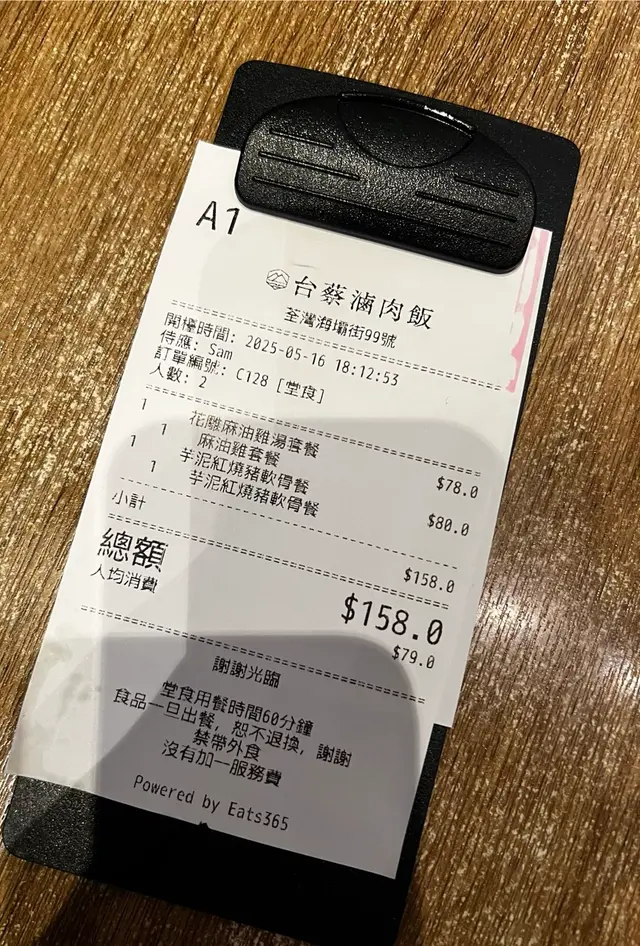 A1
台蔡滷肉飯
荃灣海壩街99號
開檯時間: 2025-05-16 18:12:53
侍應: Sam
訂單編號: C128 [堂食]
人數: 2
1 花雕麻油雞湯套餐 $78.0
1 麻油雞套餐
1 芋泥紅燒豬軟骨餐 $80.0
1 芋泥紅燒豬軟骨餐
小計 $158.0
總額 $158.0
人均消費 $79.0
謝謝光臨
堂食用餐時間60分鐘
食品一旦出餐, 恕不退換, 謝謝
禁帶外食
沒有加一服務費
Powered by Eats365